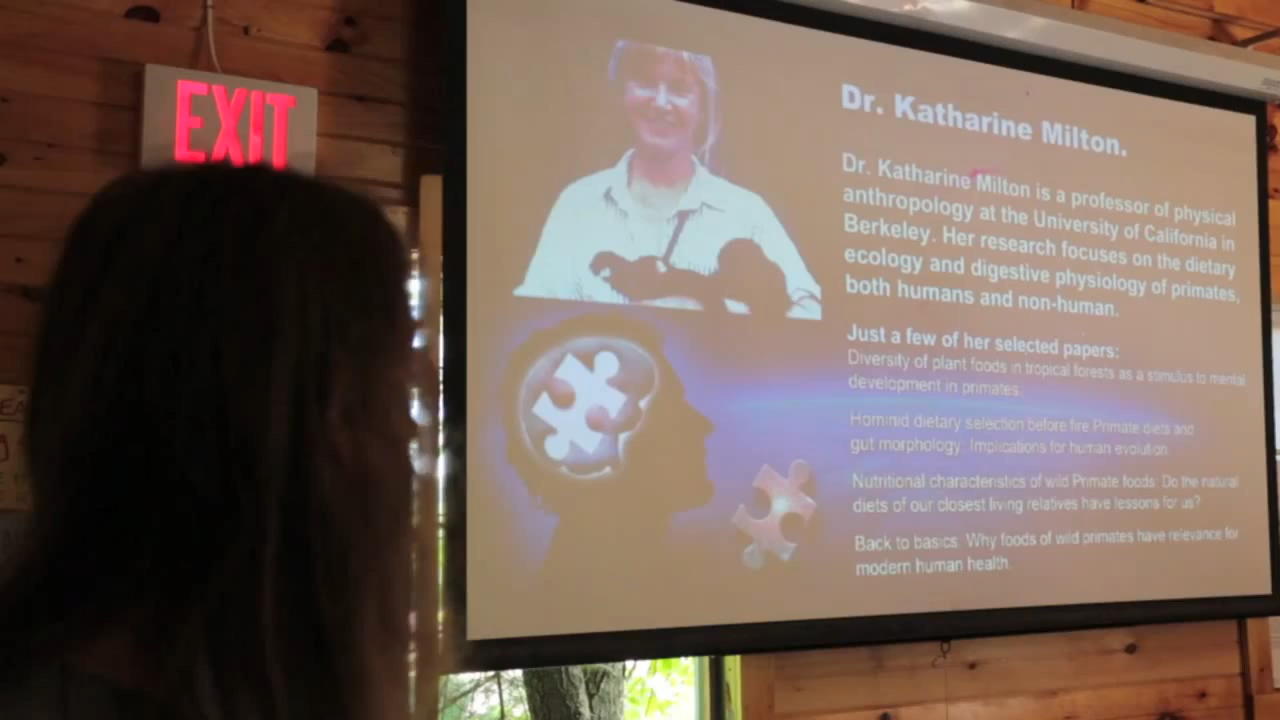 EXIT
Dr. Katharine Milton.
Dr. Katharine Milton is a professor of physical
anthropology at the University of California in
Berkeley. Her research focuses on the dietary
ecology and digestive physiology of primates,
both humans and non-human.
Just a few of her selected papers:
Diversity of plant foods in tropical forests as a stimulus to mental
development in primates.
Hominid dietary selection before fire Primate diets and
gut morphology: Implications for human evolution.
Nutritional characteristics of wild Primate foods: Do the natural
diets of our closest living relatives have lessons for us?
Back to basics: Why foods of wild primates have relevance for
modern human health.